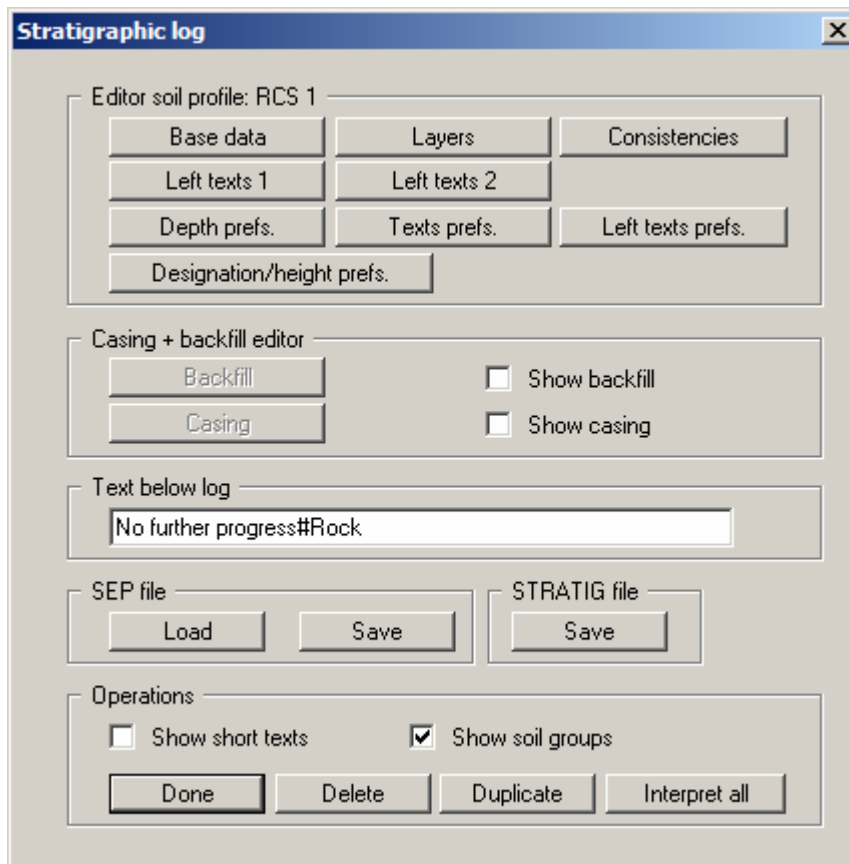 Stratigraphic log
Editor soil profile: RCS 1
Base data Layers Consistencies
Left texts 1 Left texts 2
Depth prefs. Texts prefs. Left texts prefs.
Designation/height prefs.
Casing + backfill editor
Backfill Show backfill
Casing Show casing
Text below log
No further progress#Rock
SEP file STRATIG file
Load Save Save
Operations
Show short texts Show soil groups
Done Delete Duplicate Interpret all